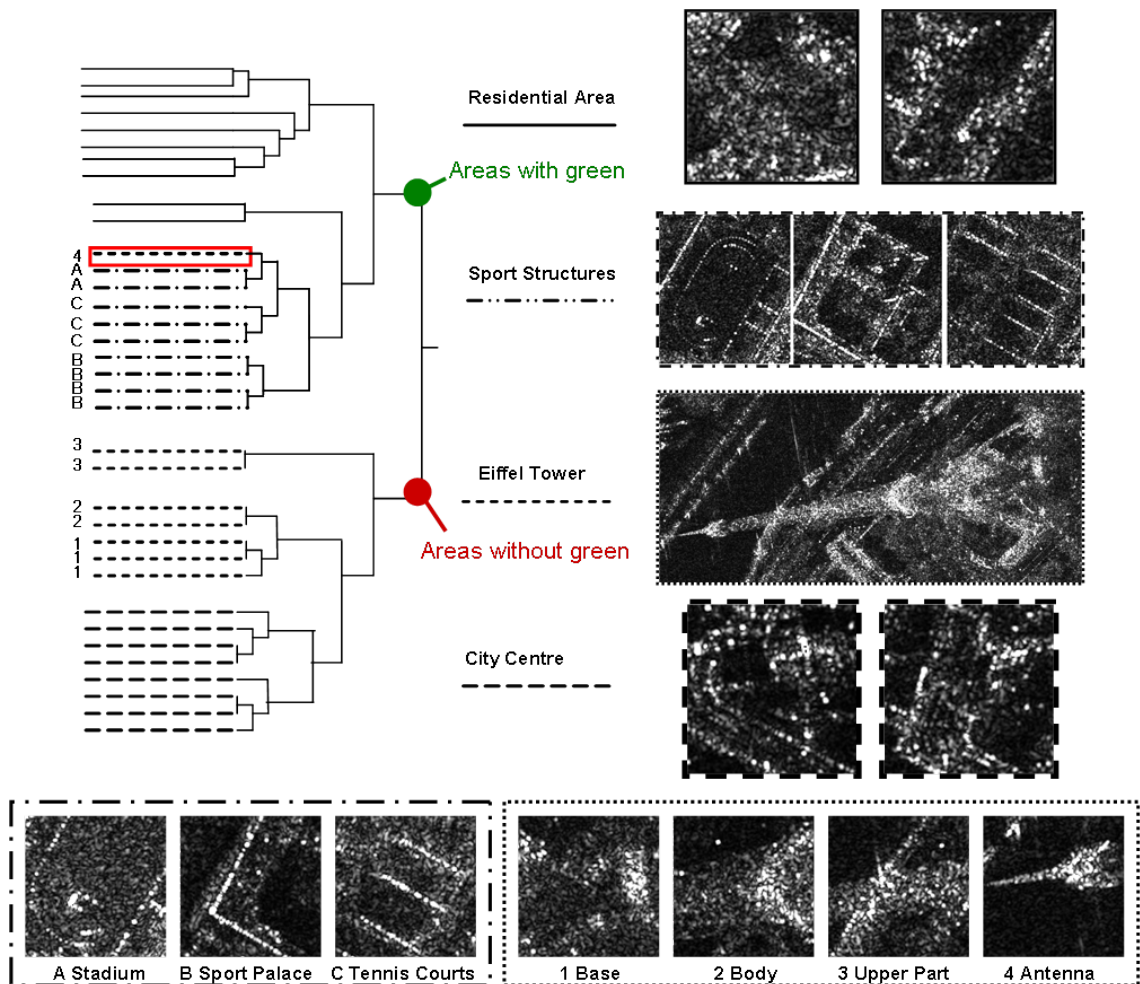 Residential Area
Areas with green
4
A
A
C
C
C
B
B
B
B
Sport Structures
3
3
Eiffel Tower
2
2
1
1
1
Areas without green
City Centre
A Stadium B Sport Palace C Tennis Courts
1 Base 2 Body 3 Upper Part 4 Antenna